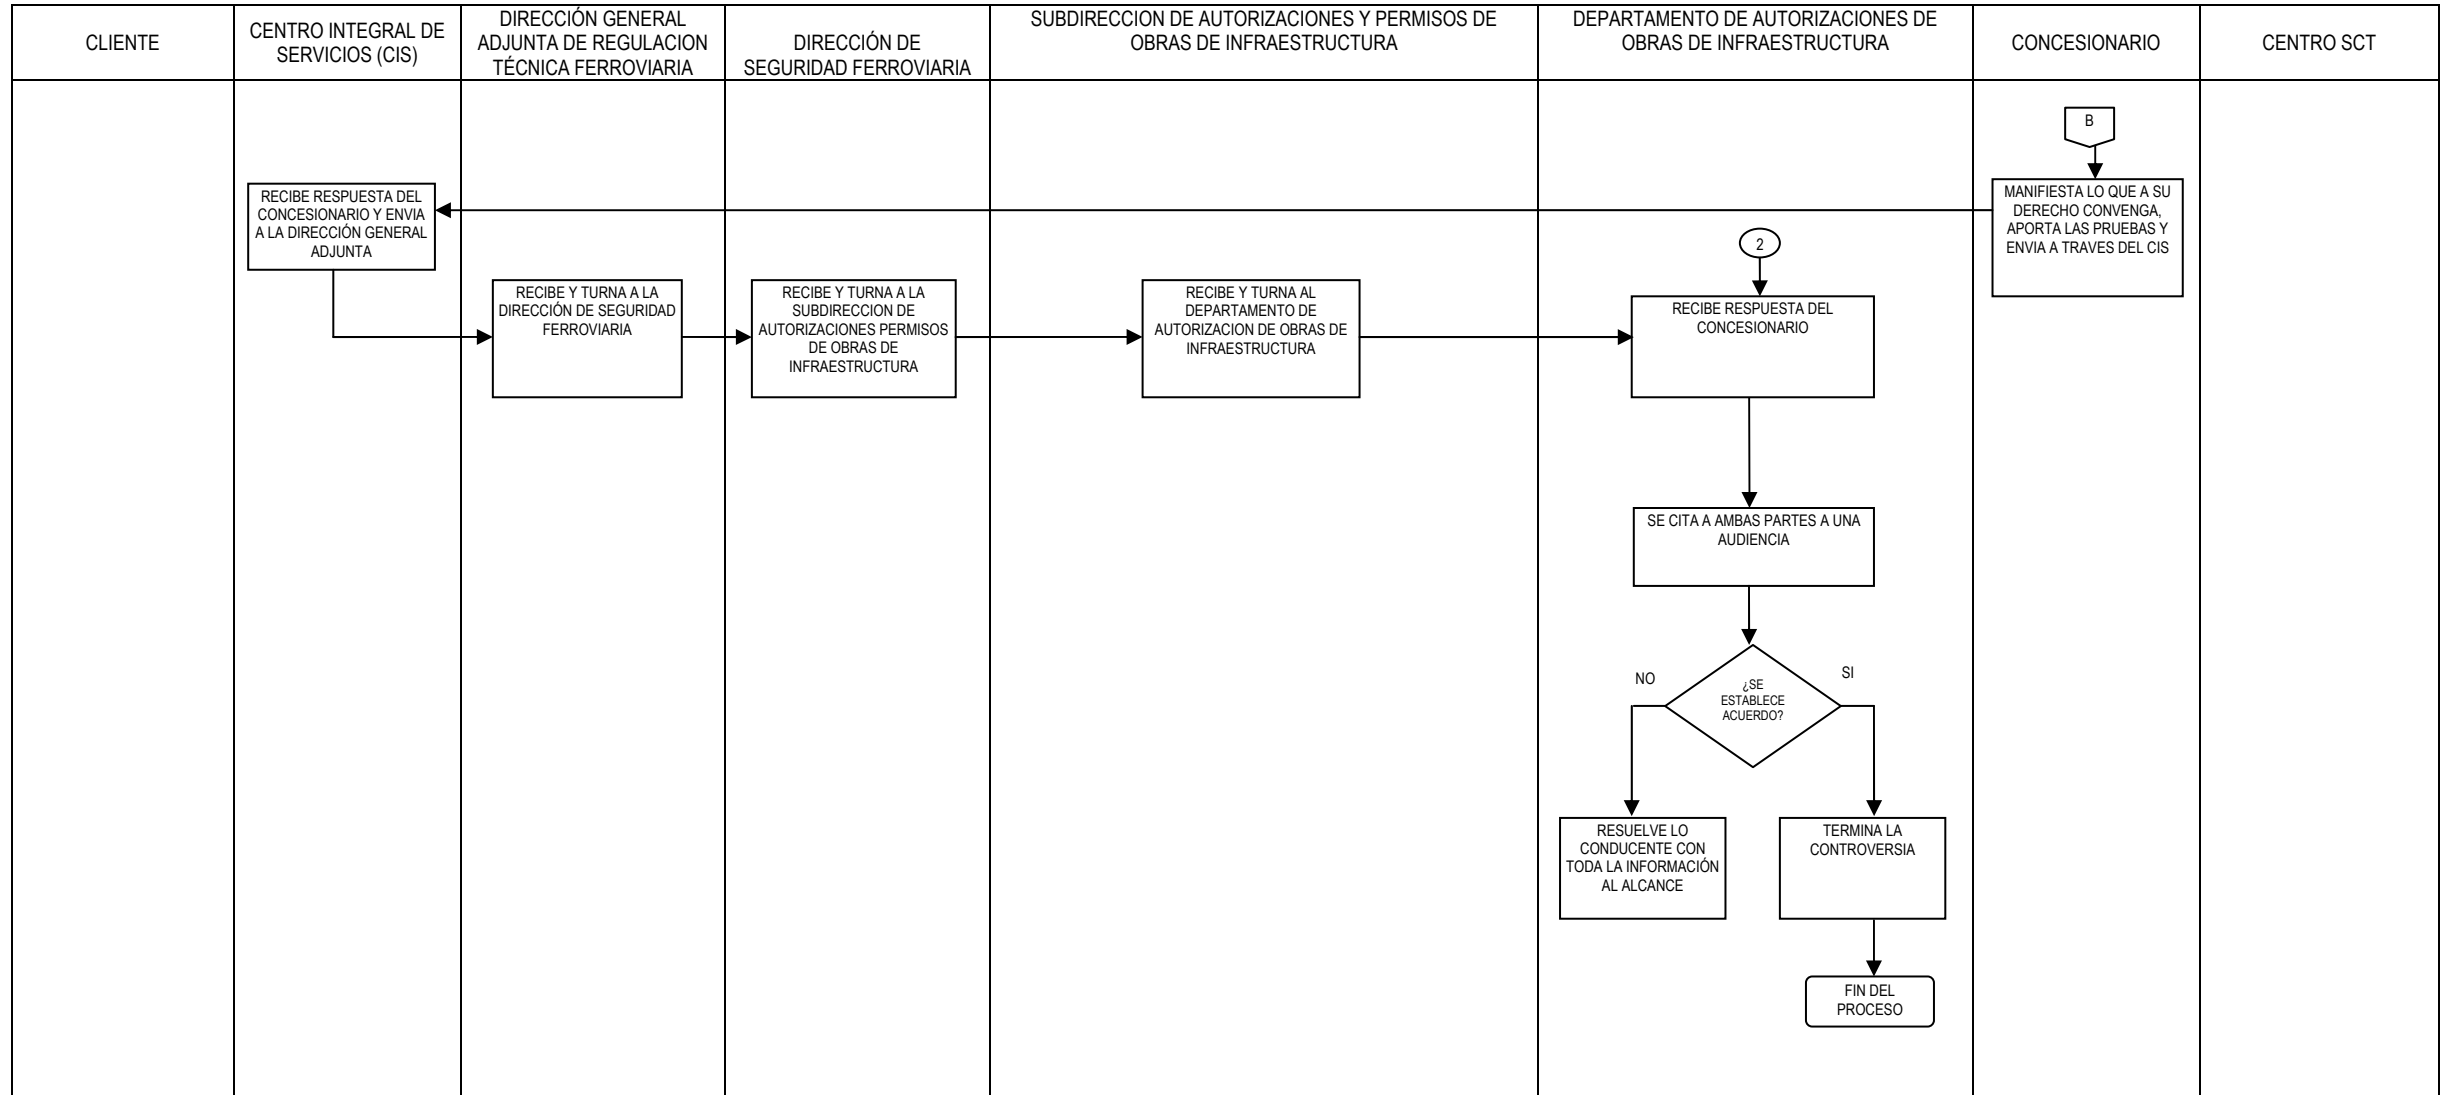 CLIENTE
CENTRO INTEGRAL DE
SERVICIOS (CIS)
DIRECCIÓN GENERAL
ADJUNTA DE REGULACION
TÉCNICA FERROVIARIA
DIRECCIÓN DE
SEGURIDAD FERROVIARIA
SUBDIRECCION DE AUTORIZACIONES Y PERMISOS DE
OBRAS DE INFRAESTRUCTURA
DEPARTAMENTO DE AUTORIZACIONES DE
OBRAS DE INFRAESTRUCTURA
CONCESIONARIO
CENTRO SCT
B
MANIFIESTA LO QUE A SU
DERECHO CONVENGA,
APORTA LAS PRUEBAS Y
ENVIA A TRAVES DEL CIS
RECIBE RESPUESTA DEL
CONCESIONARIO Y ENVIA
A LA DIRECCIÓN GENERAL
ADJUNTA
RECIBE Y TURNA A LA
DIRECCIÓN DE SEGURIDAD
FERROVIARIA
RECIBE Y TURNA A LA
SUBDIRECCION DE
AUTORIZACIONES PERMISOS
DE OBRAS DE
INFRAESTRUCTURA
RECIBE Y TURNA AL
DEPARTAMENTO DE
AUTORIZACION DE OBRAS DE
INFRAESTRUCTURA
2
RECIBE RESPUESTA DEL
CONCESIONARIO
SE CITA A AMBAS PARTES A UNA
AUDIENCIA
NO
SI
¿SE
ESTABLECE
ACUERDO?
RESUELVE LO
CONDUCENTE CON
TODA LA INFORMACIÓN
AL ALCANCE
TERMINA LA
CONTROVERSIA
FIN DEL
PROCESO